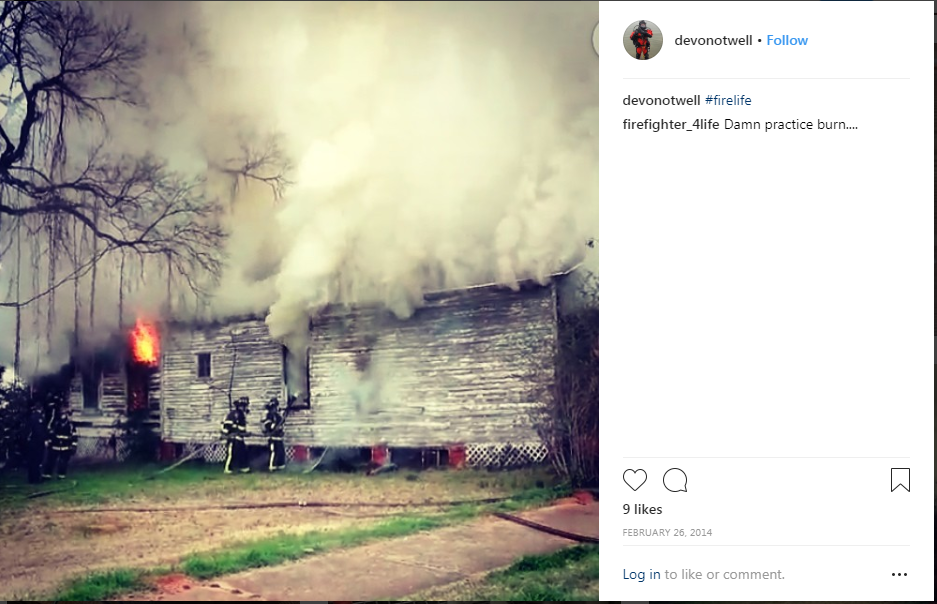 devonotwell • Follow
devonotwell #firelife
firefighter_4life Damn practice burn....
9 likes
FEBRUARY 26, 2014
Log in to like or comment.